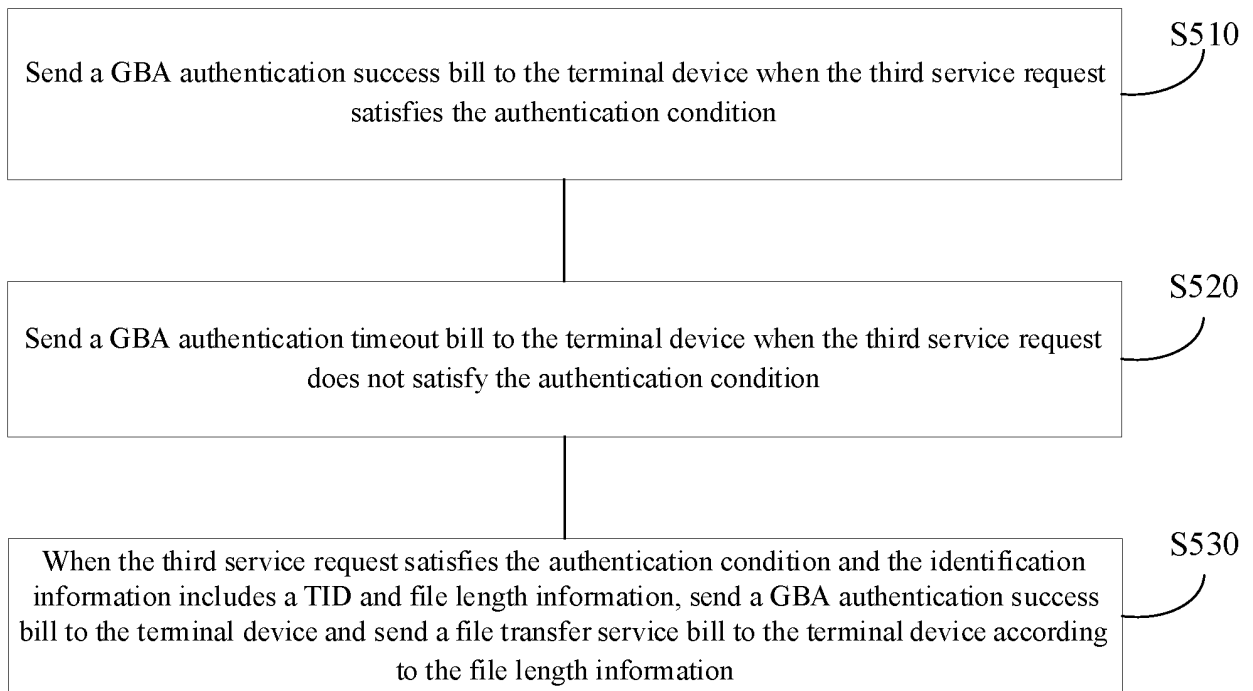 S510
Send a GBA authentication success bill to the terminal device when the third service request
satisfies the authentication condition
S520
Send a GBA authentication timeout bill to the terminal device when the third service request
does not satisfy the authentication condition
S530
When the third service request satisfies the authentication condition and the identification
information includes a TID and file length information, send a GBA authentication success
bill to the terminal device and send a file transfer service bill to the terminal device according
to the file length information